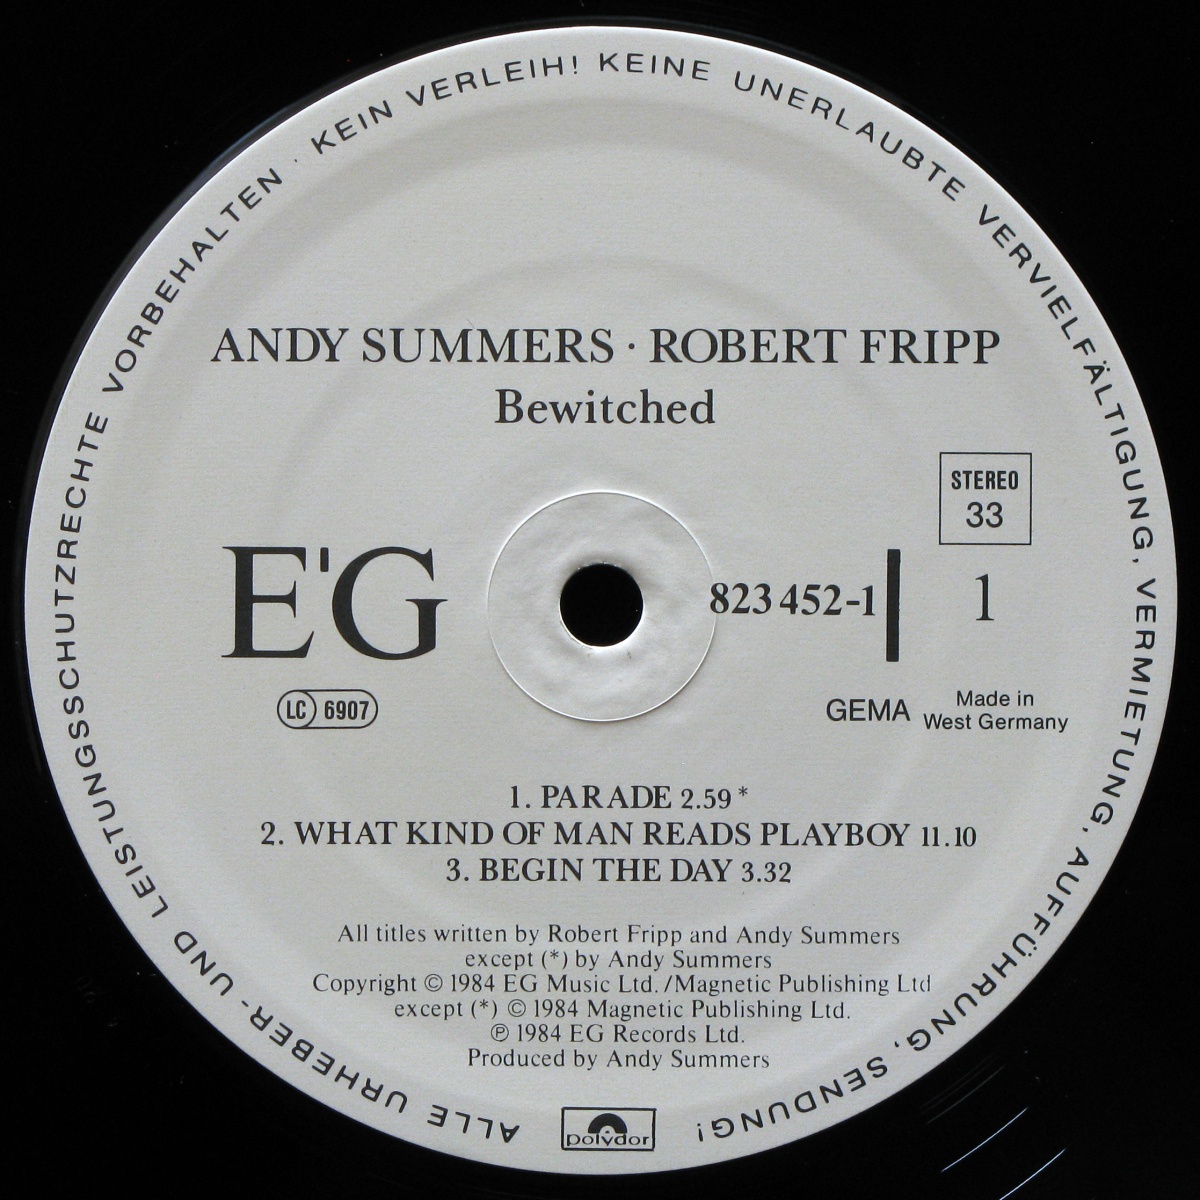 ALLE URHEBER- UND LEISTUNGSSCHUTZRECHTE VORBEHALTEN · KEIN VERLEIH! KEINE UNERLAUBTE VERVIELFÄLTIGUNG, VERMIETUNG, AUFFÜHRUNG, SENDUNG!
ANDY SUMMERS · ROBERT FRIPP
Bewitched
STEREO
33
E'G
823 452-1
1
LC 6907
GEMA
Made in
West Germany
1. PARADE 2.59*
2. WHAT KIND OF MAN READS PLAYBOY 11.10
3. BEGIN THE DAY 3.32
All titles written by Robert Fripp and Andy Summers
except (*) by Andy Summers
Copyright © 1984 EG Music Ltd./Magnetic Publishing Ltd
except (*) © 1984 Magnetic Publishing Ltd.
℗ 1984 EG Records Ltd.
Produced by Andy Summers
polydor